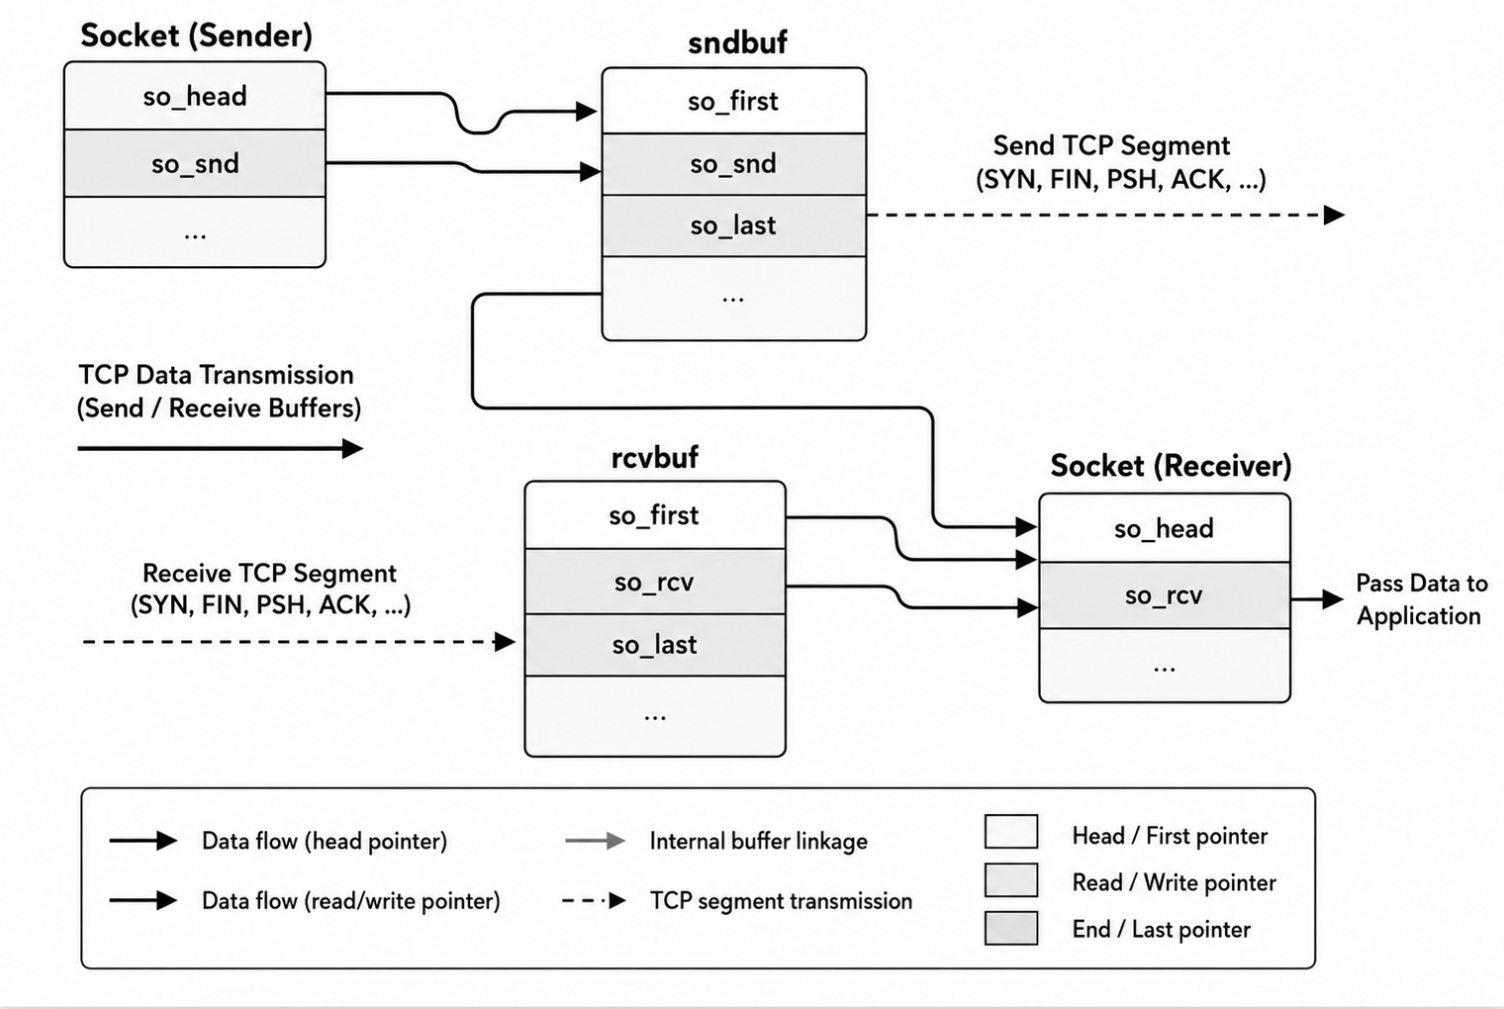 Socket (Sender)
so_head
so_snd
...
sndbuf
so_first
so_snd
so_last
...
Send TCP Segment
(SYN, FIN, PSH, ACK, ...)
TCP Data Transmission
(Send / Receive Buffers)
Receive TCP Segment
(SYN, FIN, PSH, ACK, ...)
rcvbuf
so_first
so_rcv
so_last
...
Socket (Receiver)
so_head
so_rcv
...
Pass Data to
Application
Data flow (head pointer)
Data flow (read/write pointer)
Internal buffer linkage
TCP segment transmission
Head / First pointer
Read / Write pointer
End / Last pointer